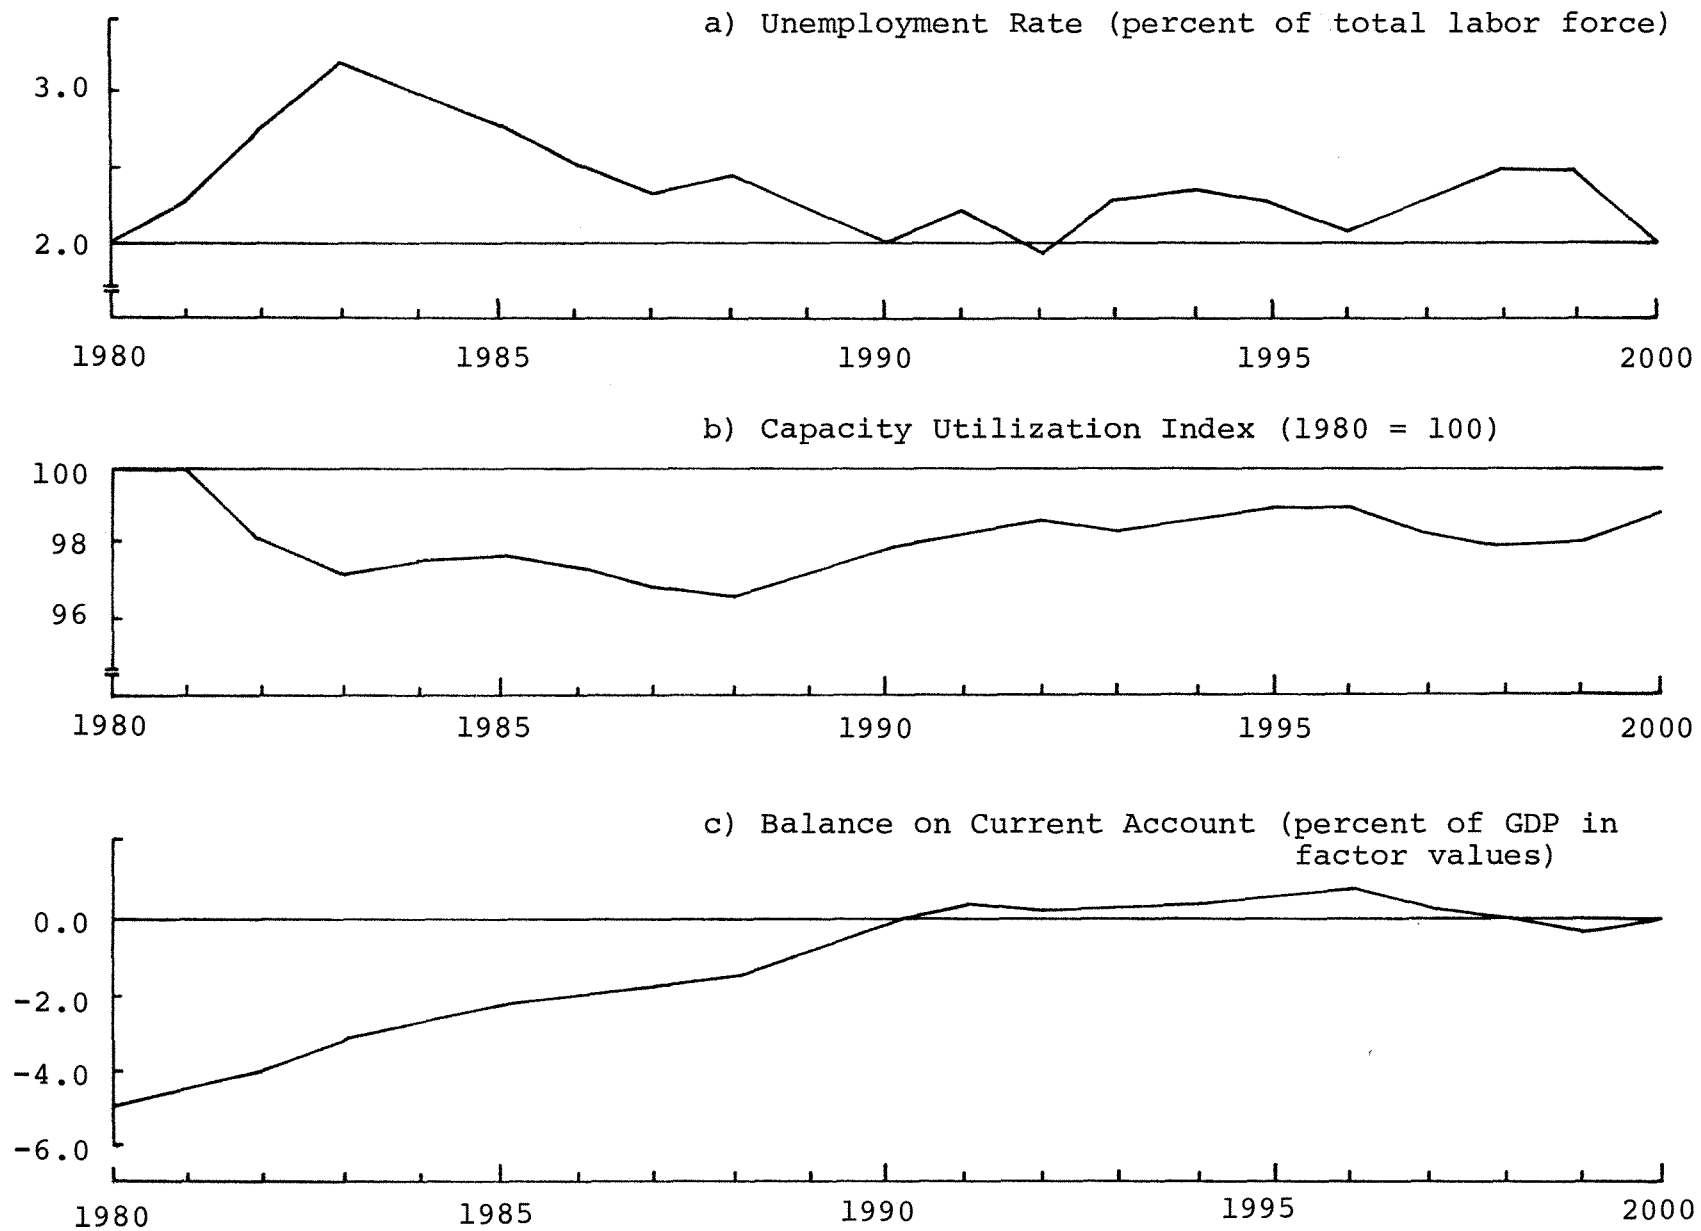 a) Unemployment Rate (percent of total labor force)
3.0
2.0
1980 1985 1990 1995 2000
b) Capacity Utilization Index (1980 = 100)
100
98
96
1980 1985 1990 1995 2000
c) Balance on Current Account (percent of GDP in
factor values)
0.0
-2.0
-4.0
-6.0
1980 1985 1990 1995 2000